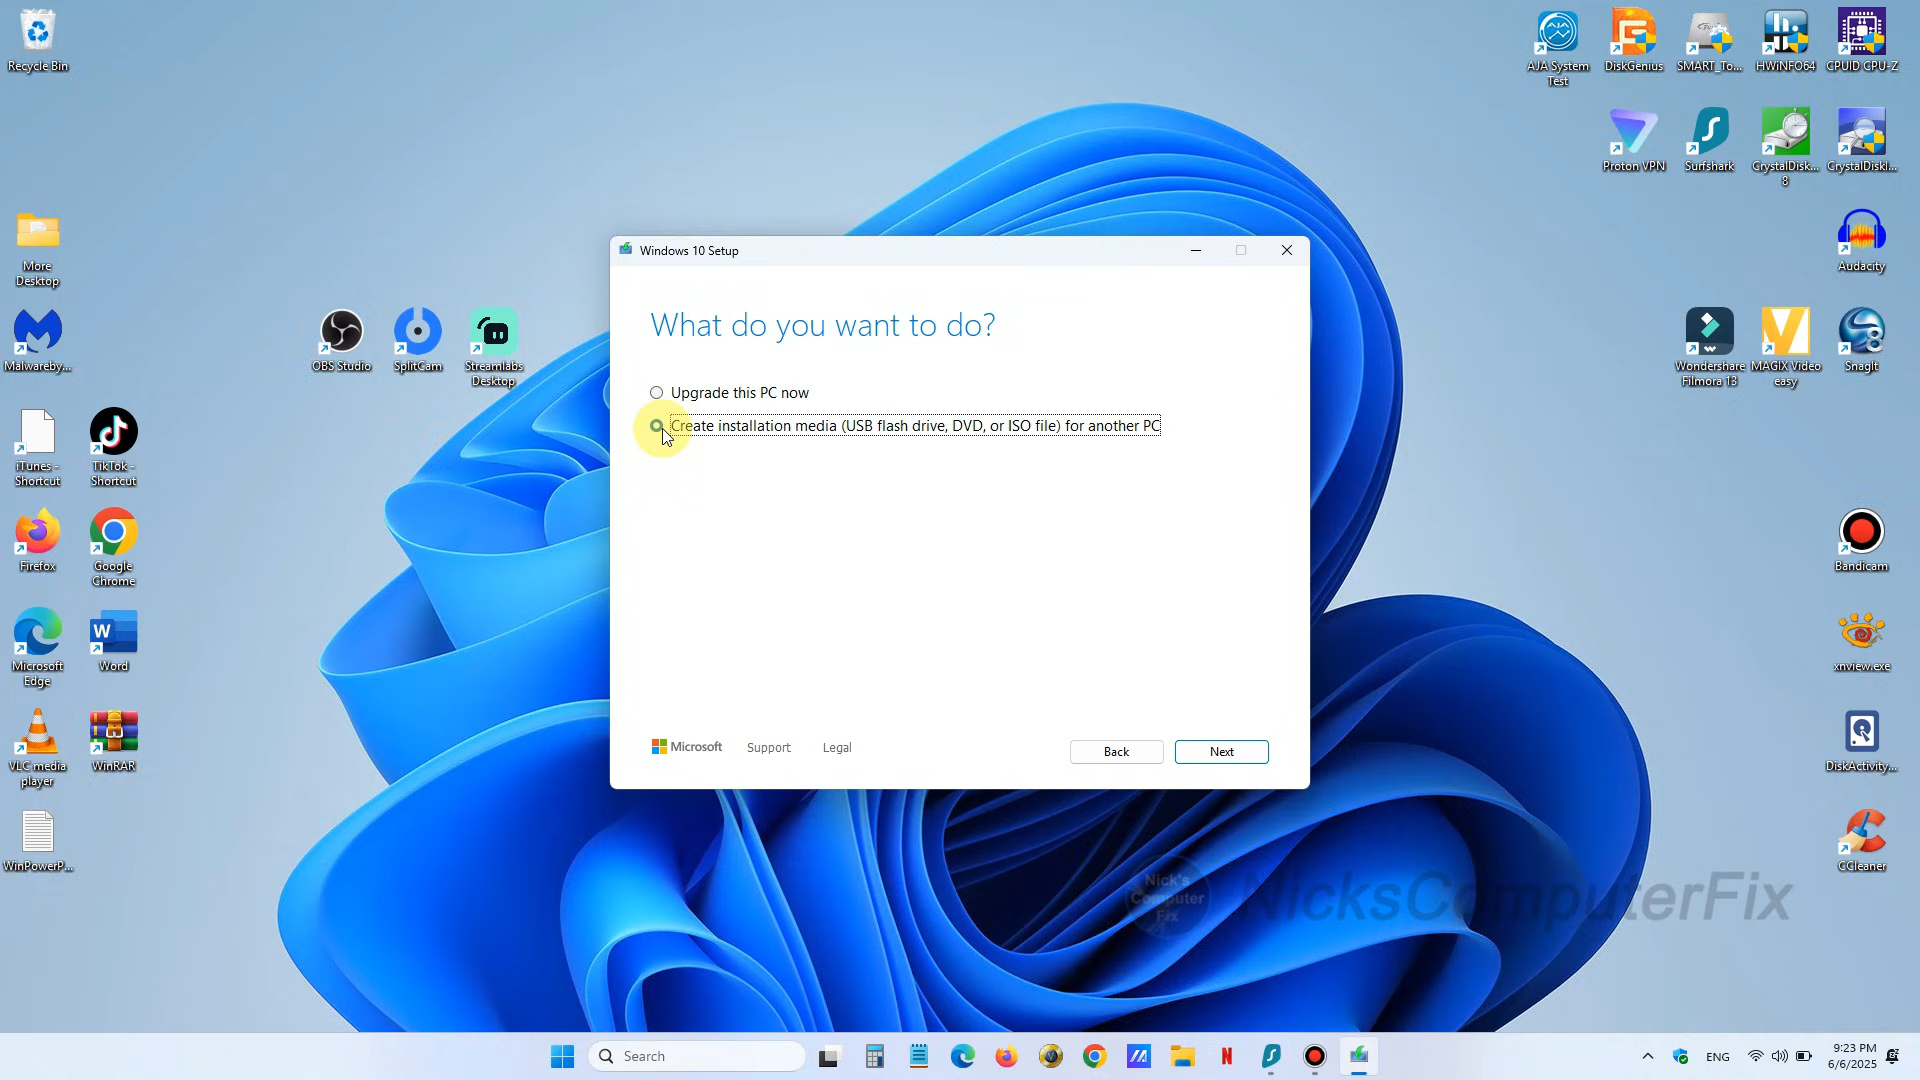 Recycle Bin
AJA System
Test
DiskGenius
SMART_To...
HWiNFO64
CPUID CPU-Z
Proton VPN
Surfshark
CrystalDisk...
8
CrystalDiskI...
More
Desktop
Audacity
Malwareby...
OBS Studio
SplitCam
Streamlabs
Desktop
Wondershare
Filmora 13
MAGIX Video
easy
SnagIt
iTunes -
Shortcut
TikTok -
Shortcut
Firefox
Google
Chrome
Bandicam
Microsoft
Edge
Word
xnview.exe
VLC media
player
WinRAR
DiskActivity...
WinPowerP...
CCleaner
Windows 10 Setup
What do you want to do?
Upgrade this PC now
Create installation media (USB flash drive, DVD, or ISO file) for another PC
Microsoft
Support
Legal
Back
Next
Nick's
Computer
Fix
NicksComputerFix
Search
ENG
9:23 PM
6/6/2025